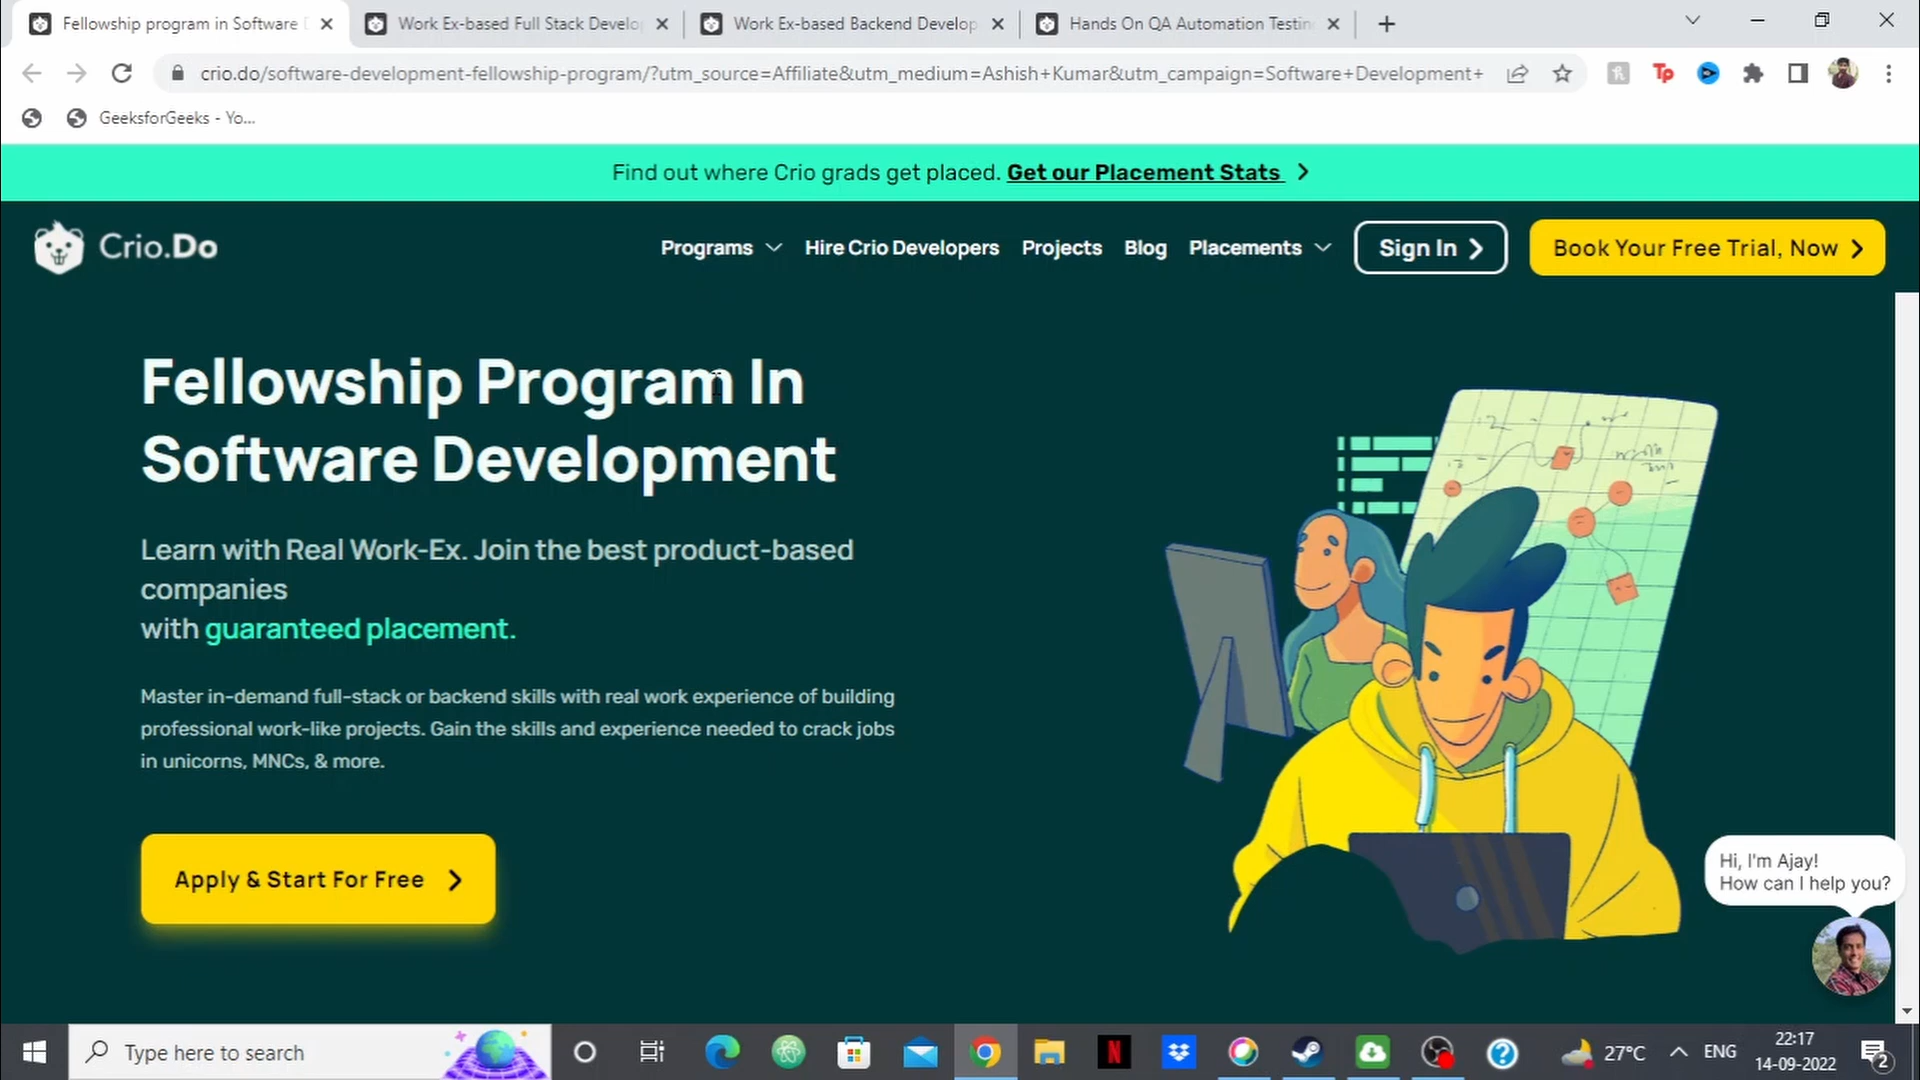 Fellowship program in Software D
Work Ex-based Full Stack Develop
Work Ex-based Backend Develop
Hands On QA Automation Testin
crio.do/software-development-fellowship-program/?utm_source=Affiliate&utm_medium=Ashish+Kumar&utm_campaign=Software+Development+
GeeksforGeeks - Yo...
Find out where Crio grads get placed. Get our Placement Stats
Crio.Do
Programs
Hire Crio Developers
Projects
Blog
Placements
Sign In
Book Your Free Trial, Now
Fellowship Program In
Software Development
Learn with Real Work-Ex. Join the best product-based
companies
with guaranteed placement.
Master in-demand full-stack or backend skills with real work experience of building
professional work-like projects. Gain the skills and experience needed to crack jobs
in unicorns, MNCs, & more.
Apply & Start For Free
Hi, I'm Ajay!
How can I help you?
Type here to search
27°C
ENG
22:17
14-09-2022
2